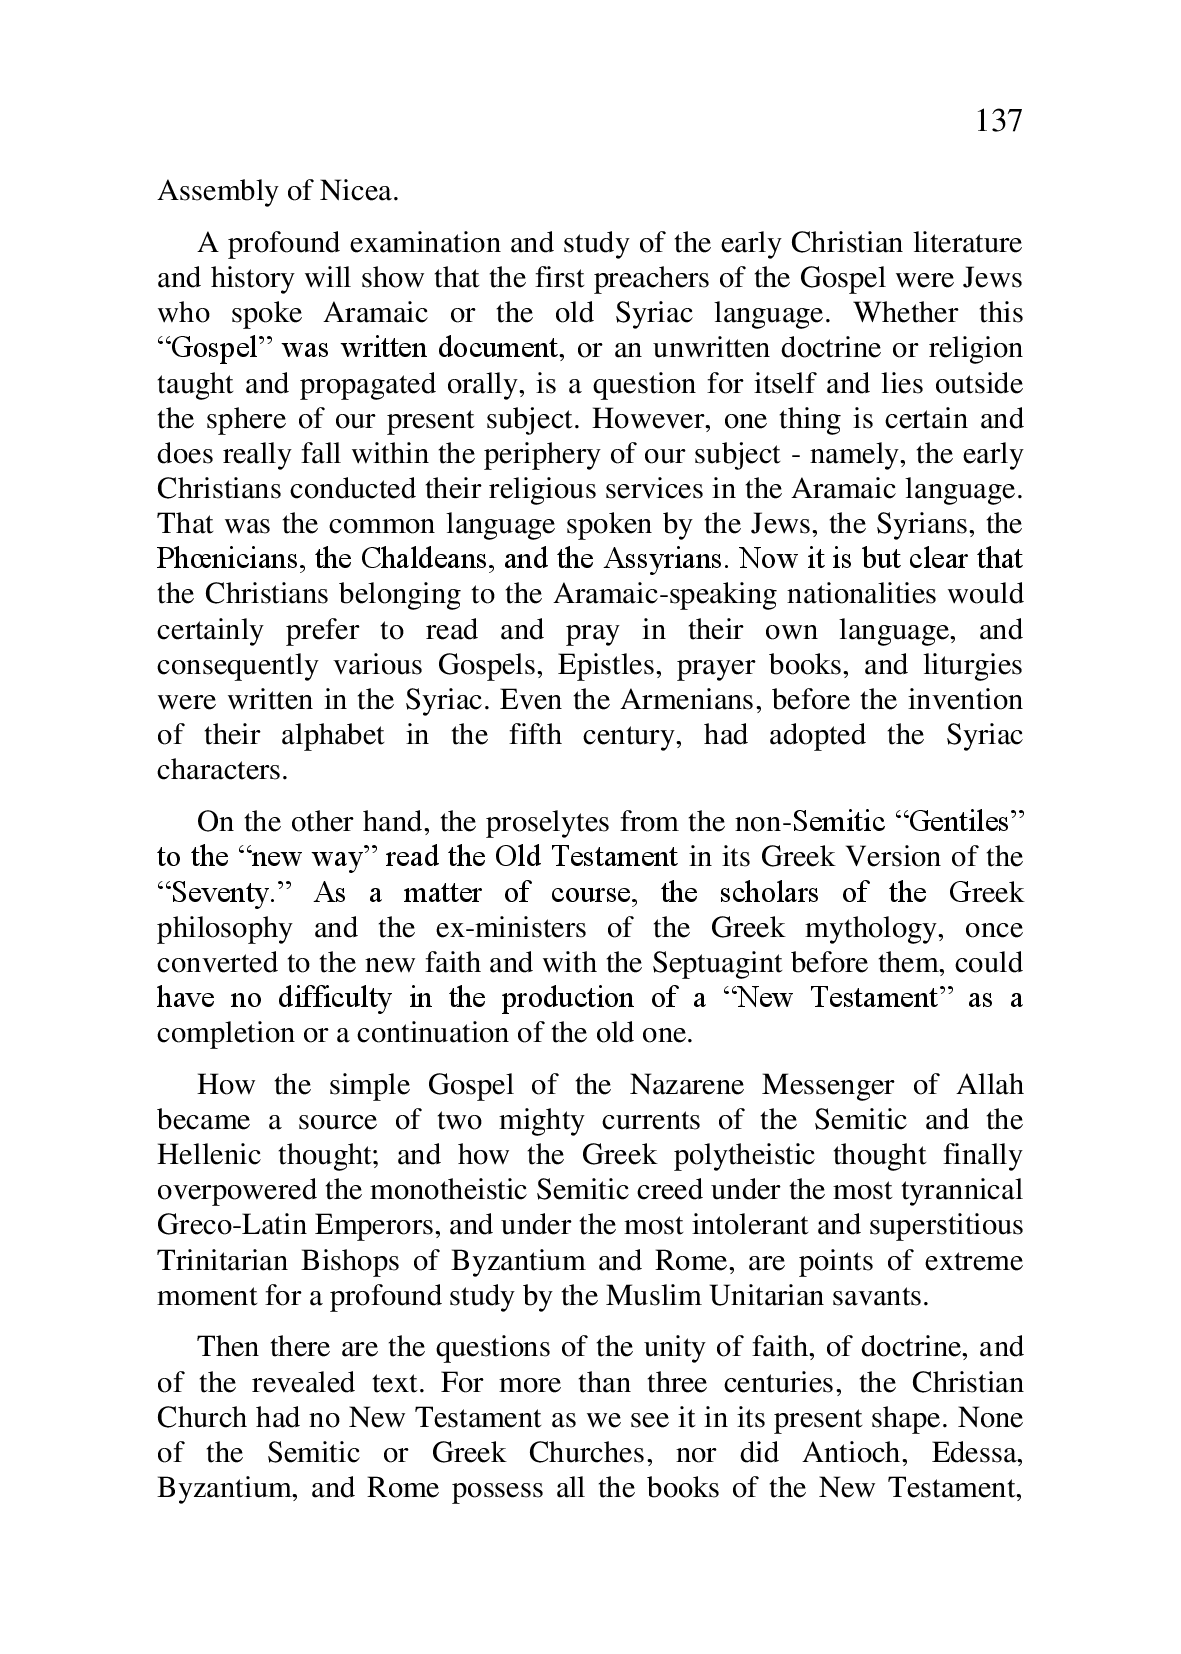 137
Assembly of Nicea.
A profound examination and study of the early Christian literature
and history will show that the first preachers of the Gospel were Jews
who spoke Aramaic or the old Syriac language. Whether this
“Gospel” was written document, or an unwritten doctrine or religion
taught and propagated orally, is a question for itself and lies outside
the sphere of our present subject. However, one thing is certain and
does really fall within the periphery of our subject - namely, the early
Christians conducted their religious services in the Aramaic language.
That was the common language spoken by the Jews, the Syrians, the
Phœnicians, the Chaldeans, and the Assyrians. Now it is but clear that
the Christians belonging to the Aramaic-speaking nationalities would
certainly prefer to read and pray in their own language, and
consequently various Gospels, Epistles, prayer books, and liturgies
were written in the Syriac. Even the Armenians, before the invention
of their alphabet in the fifth century, had adopted the Syriac
characters.
On the other hand, the proselytes from the non-Semitic “Gentiles”
to the “new way” read the Old Testament in its Greek Version of the
“Seventy.” As a matter of course, the scholars of the Greek
philosophy and the ex-ministers of the Greek mythology, once
converted to the new faith and with the Septuagint before them, could
have no difficulty in the production of a “New Testament” as a
completion or a continuation of the old one.
How the simple Gospel of the Nazarene Messenger of Allah
became a source of two mighty currents of the Semitic and the
Hellenic thought; and how the Greek polytheistic thought finally
overpowered the monotheistic Semitic creed under the most tyrannical
Greco-Latin Emperors, and under the most intolerant and superstitious
Trinitarian Bishops of Byzantium and Rome, are points of extreme
moment for a profound study by the Muslim Unitarian savants.
Then there are the questions of the unity of faith, of doctrine, and
of the revealed text. For more than three centuries, the Christian
Church had no New Testament as we see it in its present shape. None
of the Semitic or Greek Churches, nor did Antioch, Edessa,
Byzantium, and Rome possess all the books of the New Testament,